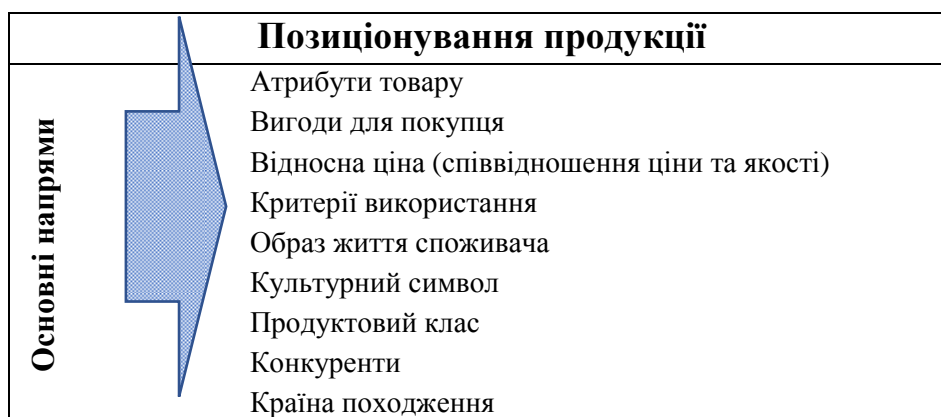 Позиціонування продукції
Основні напрями
Атрибути товару
Вигоди для покупця
Відносна ціна (співвідношення ціни та якості)
Критерії використання
Образ життя споживача
Культурний символ
Продуктовий клас
Конкуренти
Країна походження